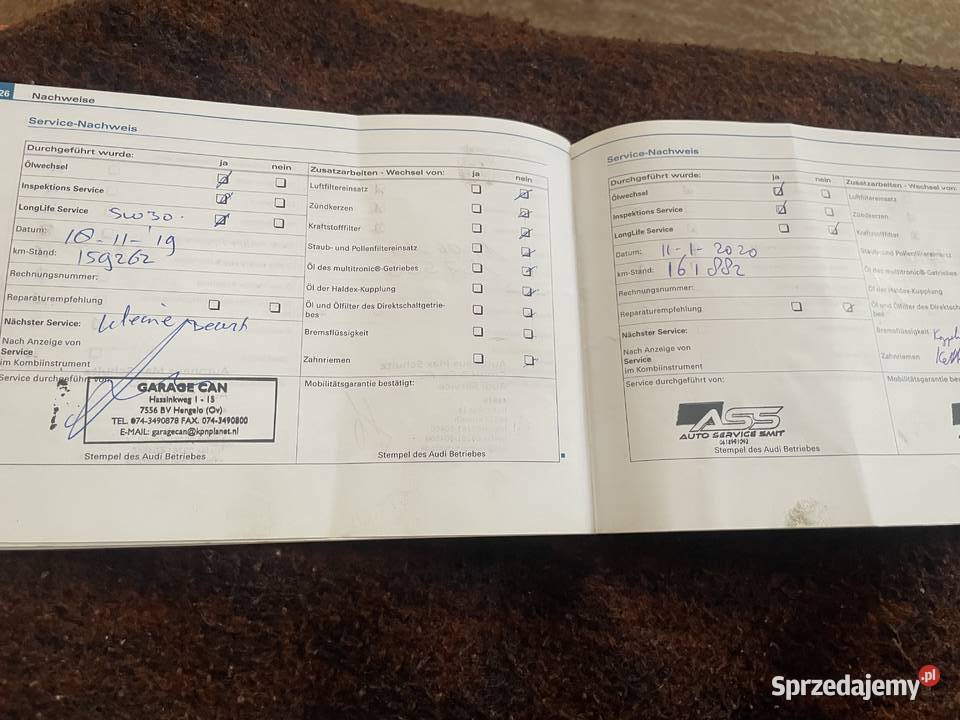 26 Nachweise
Service-Nachweis
Durchgeführt wurde:
ja nein
Ölwechsel
Inspektions Service
LongLife Service 5W30.
Datum: 18-11-'19
km-Stand: 159262
Rechnungsnummer:
Reparaturempfehlung
Nächster Service:
Nach Anzeige von
Service
im Kombiinstrument
Service durchgeführt von:
GARAGE CAN
Hassinkweg 1 - 15
7556 BV Hengelo (Ov)
TEL. 074-3490878 FAX. 074-3490800
E-MAIL: garagecan@kpnplanet.nl
Stempel des Audi Betriebes
Zusatzarbeiten - Wechsel von: ja nein
Luftfiltereinsatz
Zündkerzen
Kraftstofffilter
Staub- und Pollenfiltereinsatz
Öl des multitronic®-Getriebes
Öl der Haldex-Kupplung
Öl und Ölfilter des Direktschaltgetrie-
bes
Bremsflüssigkeit
Zahnriemen
Mobilitätsgarantie bestätigt:
Stempel des Audi Betriebes
Service-Nachweis
Durchgeführt wurde:
ja nein
Ölwechsel
Inspektions Service
LongLife Service
Datum: 11-1-2020
km-Stand: 161882
Rechnungsnummer:
Reparaturempfehlung
Nächster Service:
Nach Anzeige von
Service
im Kombiinstrument
Service durchgeführt von:
ASS
AUTO SERVICE SMIT
Stempel des Audi Betriebes
Zusatzarbeiten - Wechsel von:
Luftfiltereinsatz
Zündkerzen
Kraftstofffilter
Staub- und Pollenfiltereinsatz
Öl des multitronic®-Getriebes
Öl der Haldex-Kupplung
Öl und Ölfilter des Direktsch
bes
Bremsflüssigkeit
Zahnriemen
Mobilitätsgarantie be
Sprzedajemy.pl